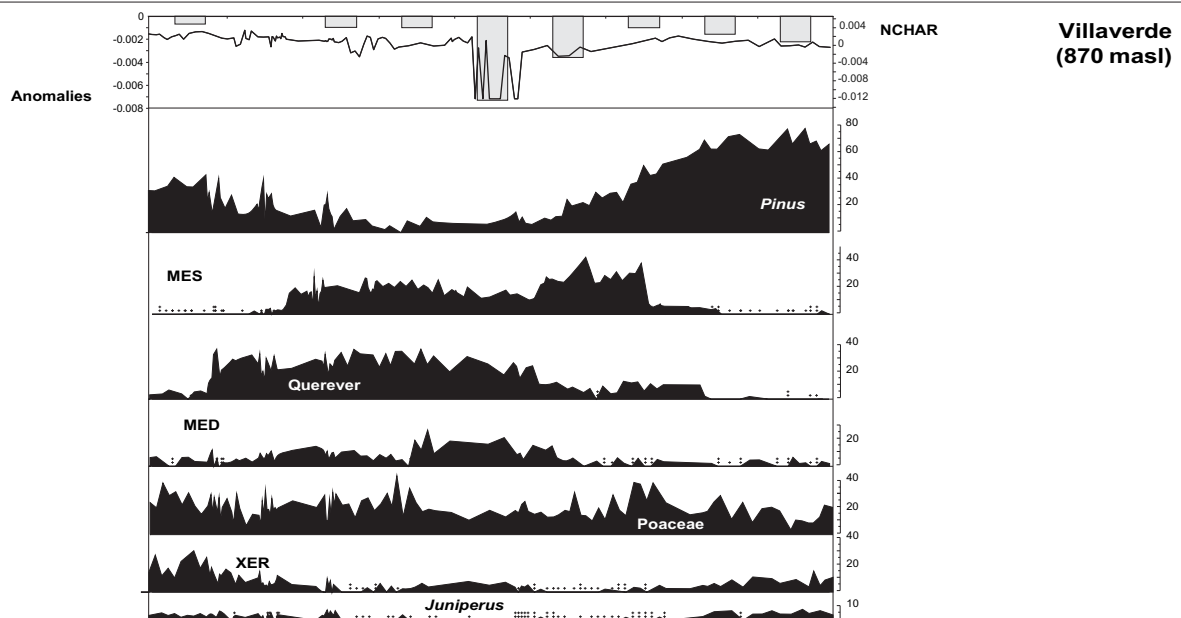 0
-0.002
-0.004
-0.006
-0.008
Anomalies
0.004
0
-0.004
-0.008
-0.012
NCHAR
Villaverde
(870 masl)
80
60
40
20
Pinus
MES
40
20
Querever
40
20
MED
20
Poaceae
40
20
XER
40
20
Juniperus
10